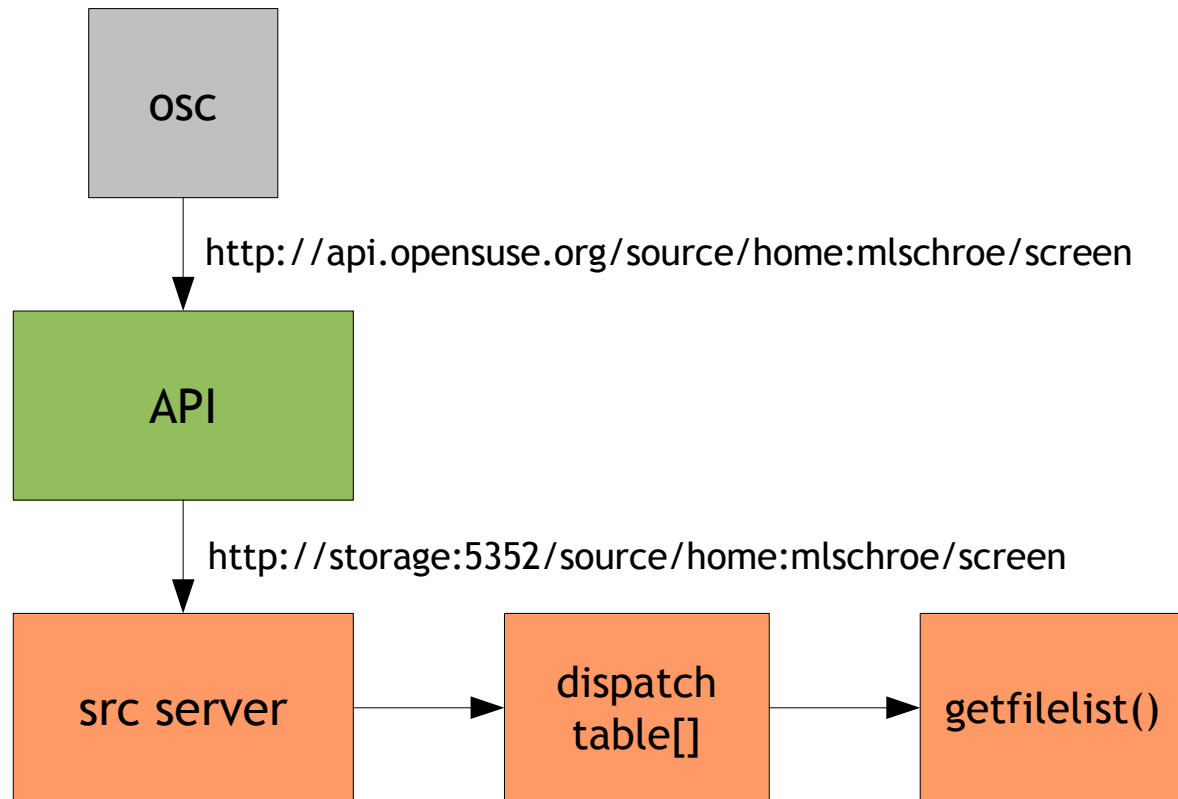 osc
http://api.opensuse.org/source/home:mlschroe/screen
API
http://storage:5352/source/home:mlschroe/screen
src server
dispatch
table[]
getfilelist()